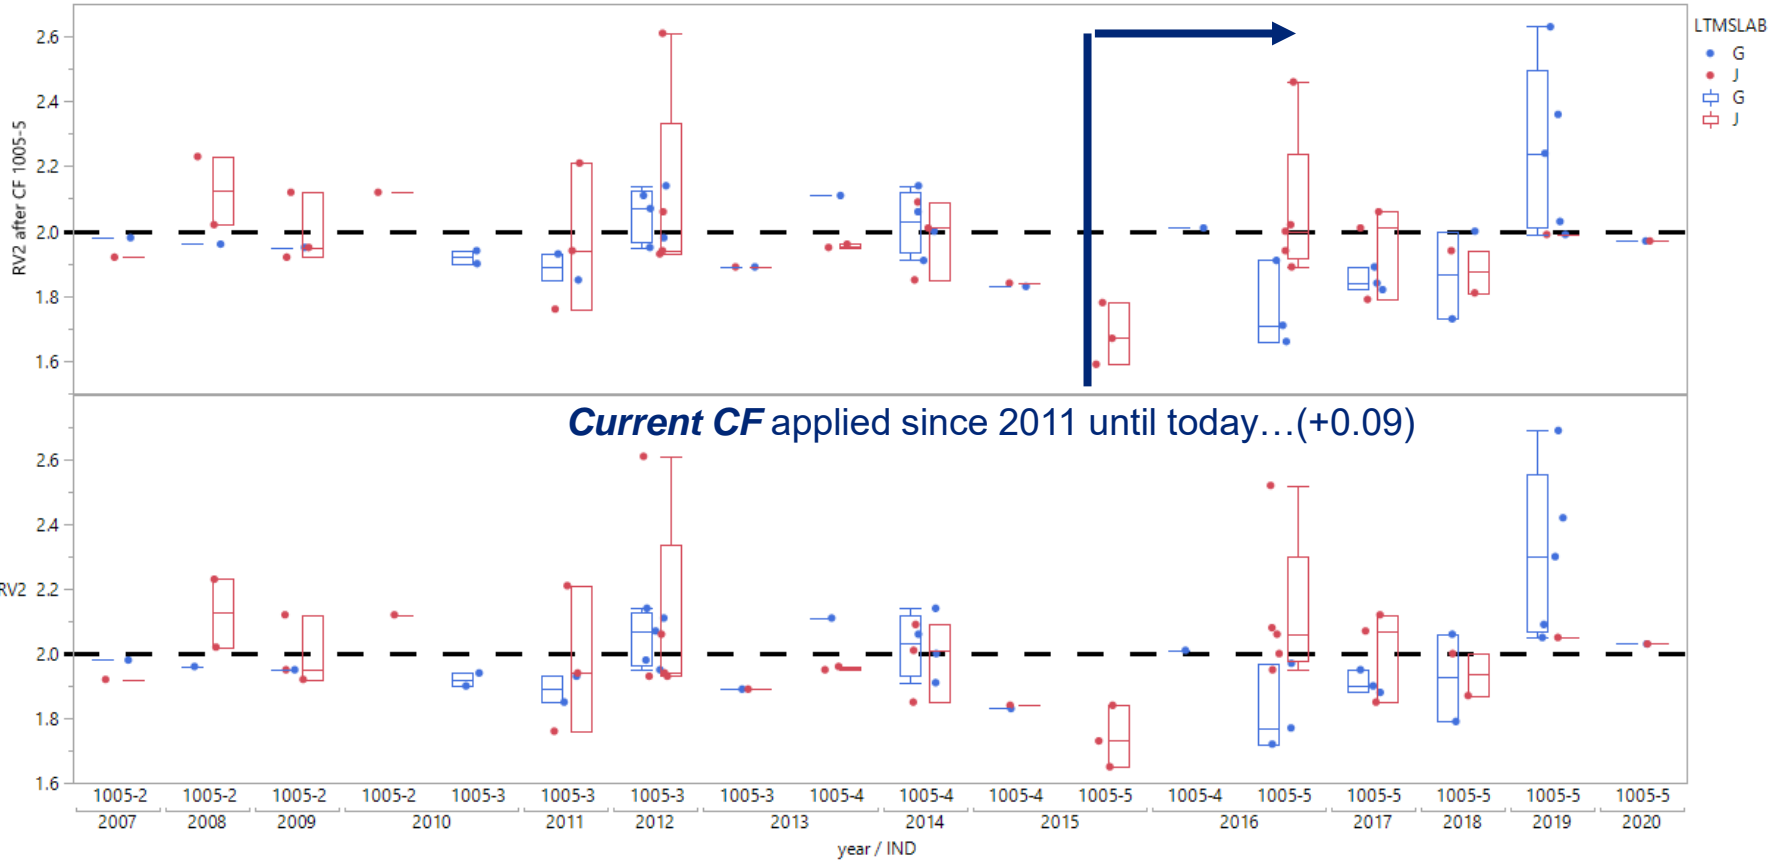 LTMSLAB
G
J
G
J
RV2 after CF 1005-5
2.6
2.4
2.2
2.0
1.8
1.6
Current CF applied since 2011 until today…(+0.09)
RV2
2.6
2.4
2.2
2.0
1.8
1.6
1005-2 1005-2 1005-2 1005-2 1005-3 1005-3 1005-3 1005-3 1005-4 1005-4 1005-4 1005-5 1005-4 1005-5 1005-5 1005-5 1005-5 1005-5
2007 2008 2009 2010 2011 2012 2013 2014 2015 2016 2017 2018 2019 2020
year / IND